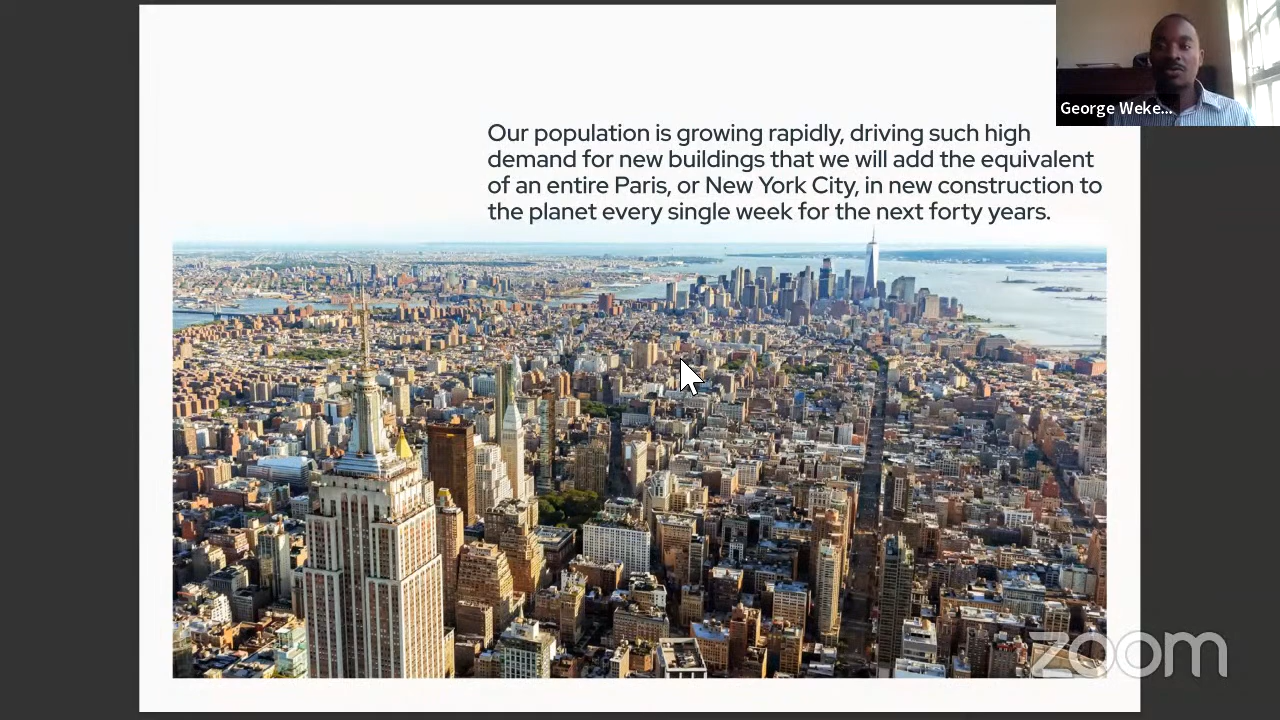 Our population is growing rapidly, driving such high
demand for new buildings that we will add the equivalent
of an entire Paris, or New York City, in new construction to
the planet every single week for the next forty years.
George Weke...
zoom